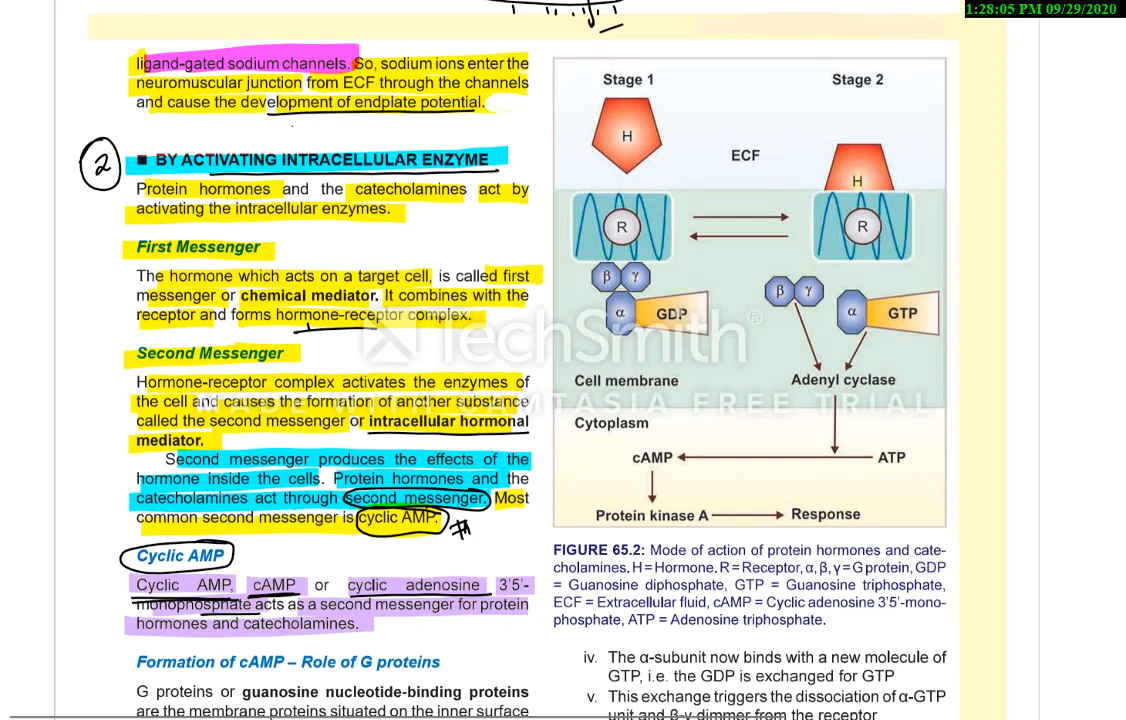 1:28:05 PM 09/29/2020
ligand-gated sodium channels. So, sodium ions enter the
neuromuscular junction from ECF through the channels
and cause the development of endplate potential.
2
■ BY ACTIVATING INTRACELLULAR ENZYME
Protein hormones and the catecholamines act by
activating the intracellular enzymes.
First Messenger
The hormone which acts on a target cell, is called first
messenger or chemical mediator. It combines with the
receptor and forms hormone-receptor complex.
Second Messenger
Hormone-receptor complex activates the enzymes of
the cell and causes the formation of another substance
called the second messenger or intracellular hormonal
mediator.
Second messenger produces the effects of the
hormone inside the cells. Protein hormones and the
catecholamines act through second messenger. Most
common second messenger is cyclic AMP.
Cyclic AMP
Cyclic AMP, cAMP or cyclic adenosine 3'5'-
monophosphate acts as a second messenger for protein
hormones and catecholamines.
Formation of cAMP – Role of G proteins
G proteins or guanosine nucleotide-binding proteins
are the membrane proteins situated on the inner surface
Stage 1
Stage 2
H
ECF
H
R
R
β γ
β γ
α GDP
α GTP
Cell membrane
Adenyl cyclase
Cytoplasm
cAMP
ATP
Protein kinase A
Response
FIGURE 65.2: Mode of action of protein hormones and cate-
cholamines. H = Hormone. R = Receptor, α, β, γ = G protein, GDP
= Guanosine diphosphate, GTP = Guanosine triphosphate,
ECF = Extracellular fluid, cAMP = Cyclic adenosine 3'5'-mono-
phosphate, ATP = Adenosine triphosphate.
iv. The α-subunit now binds with a new molecule of
GTP, i.e. the GDP is exchanged for GTP
v. This exchange triggers the dissociation of α-GTP
unit and β-γ dimmer from the receptor
TechSmith®
MADE WITH CAMTASIA FREE TRIAL